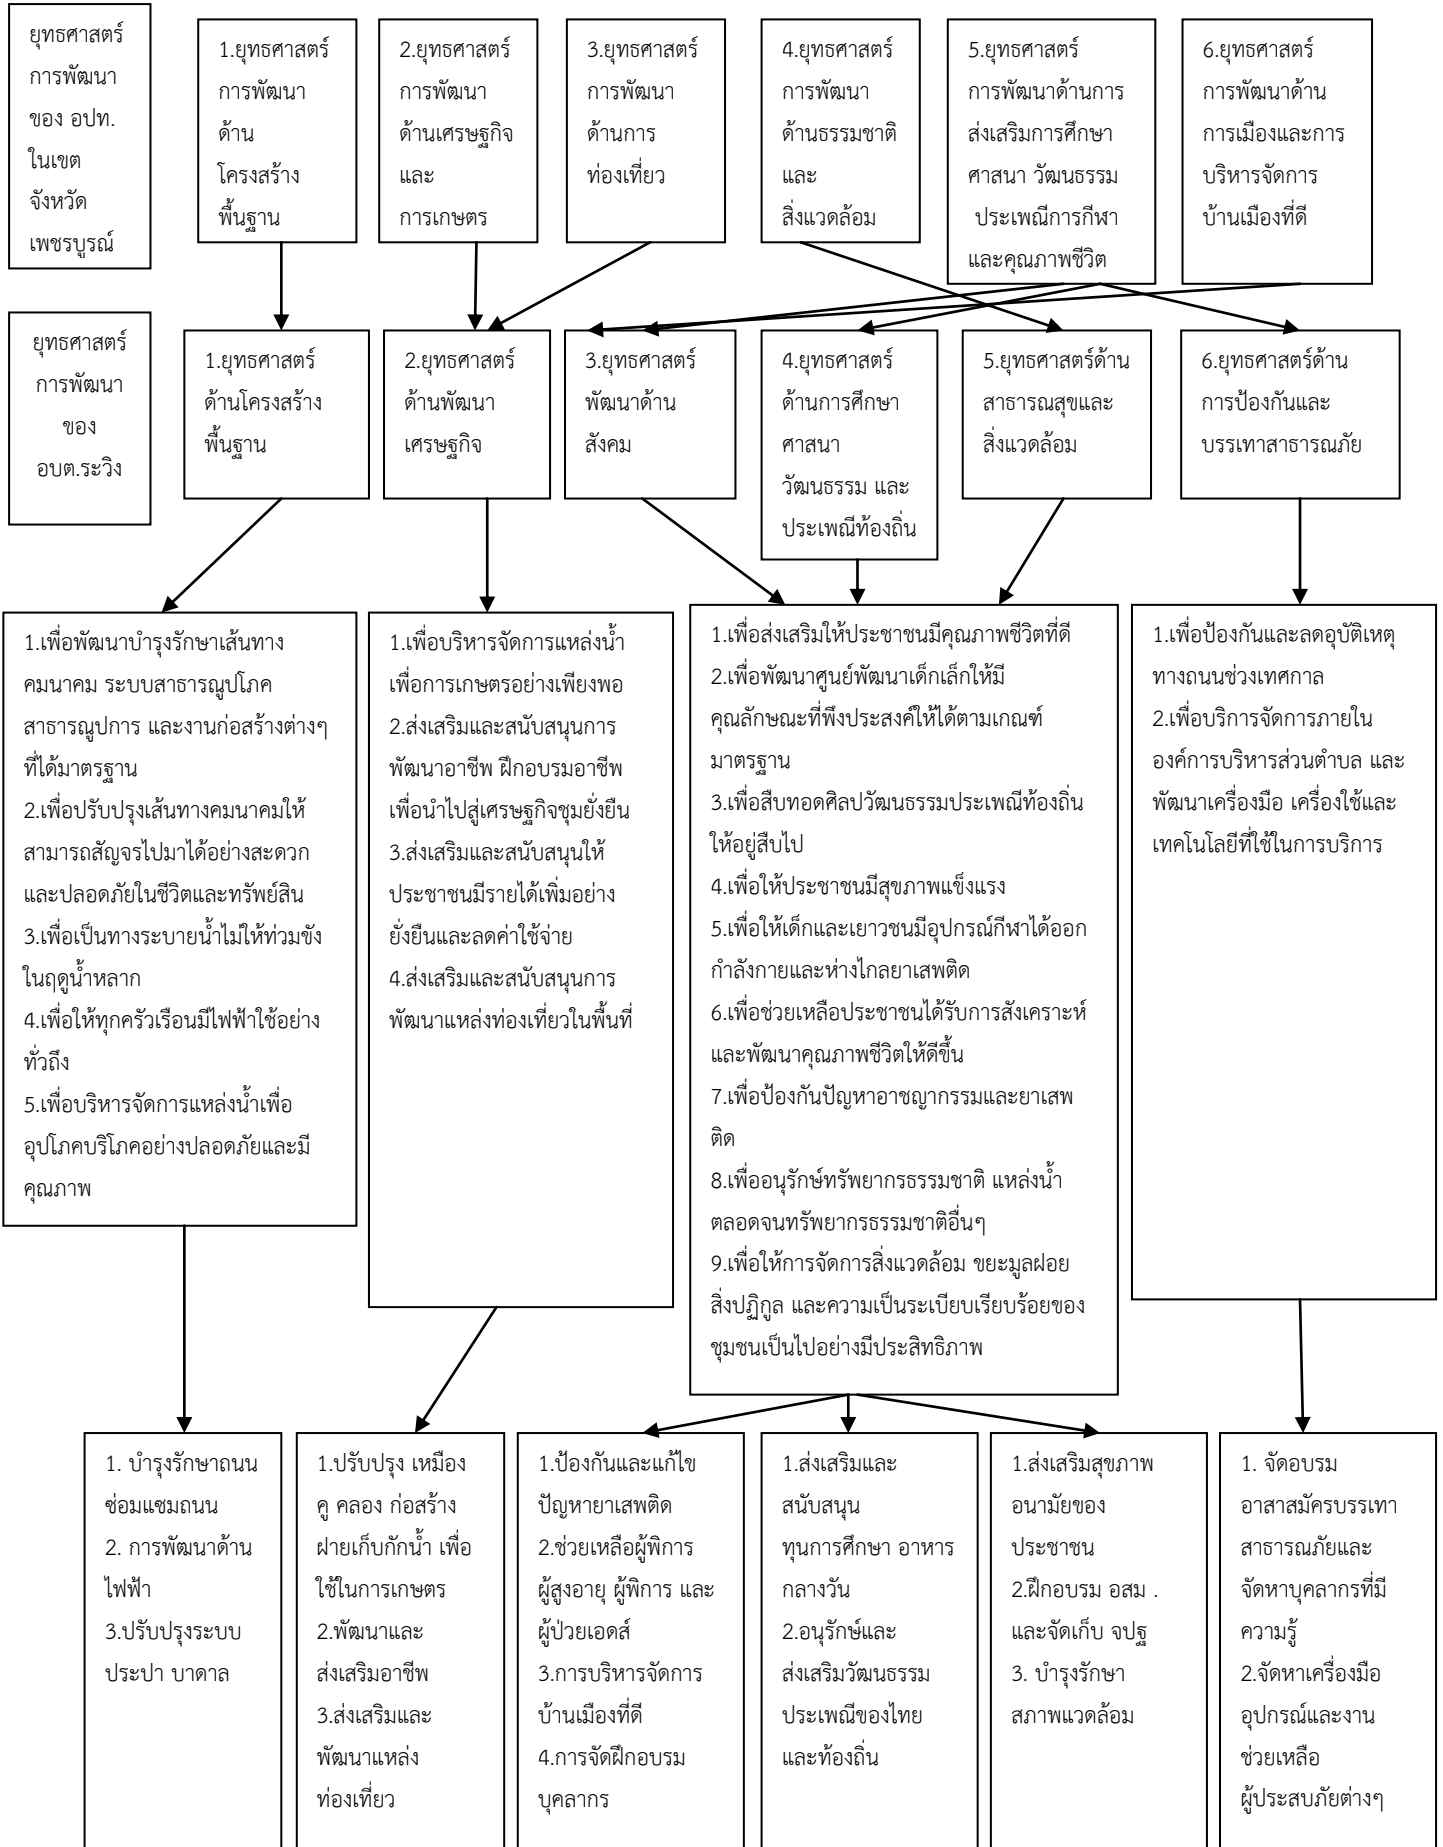 ยุทธศาสตร์
การพัฒนา
ของ อปท.
ในเขต
จังหวัด
เพชรบูรณ์
1.ยุทธศาสตร์
การพัฒนา
ด้าน
โครงสร้าง
พื้นฐาน
2.ยุทธศาสตร์
การพัฒนา
ด้านเศรษฐกิจ
และ
การเกษตร
3.ยุทธศาสตร์
การพัฒนา
ด้านการ
ท่องเที่ยว
4.ยุทธศาสตร์
การพัฒนา
ด้านธรรมชาติ
และ
สิ่งแวดล้อม
5.ยุทธศาสตร์
การพัฒนาด้านการ
ส่งเสริมการศึกษา
ศาสนา วัฒนธรรม
ประเพณีการกีฬา
และคุณภาพชีวิต
6.ยุทธศาสตร์
การพัฒนาด้าน
การเมืองและการ
บริหารจัดการ
บ้านเมืองที่ดี
ยุทธศาสตร์
การพัฒนา
ของ
อบต.ระวิง
1.ยุทธศาสตร์
ด้านโครงสร้าง
พื้นฐาน
2.ยุทธศาสตร์
ด้านพัฒนา
เศรษฐกิจ
3.ยุทธศาสตร์
พัฒนาด้าน
สังคม
4.ยุทธศาสตร์
ด้านการศึกษา
ศาสนา
วัฒนธรรม และ
ประเพณีท้องถิ่น
5.ยุทธศาสตร์ด้าน
สาธารณสุขและ
สิ่งแวดล้อม
6.ยุทธศาสตร์ด้าน
การป้องกันและ
บรรเทาสาธารณภัย
1.เพื่อพัฒนาบำรุงรักษาเส้นทาง
คมนาคม ระบบสาธารณูปโภค
สาธารณูปการ และงานก่อสร้างต่างๆ
ที่ได้มาตรฐาน
2.เพื่อปรับปรุงเส้นทางคมนาคมให้
สามารถสัญจรไปมาได้อย่างสะดวก
และปลอดภัยในชีวิตและทรัพย์สิน
3.เพื่อเป็นทางระบายน้ำไม่ให้ท่วมขัง
ในฤดูน้ำหลาก
4.เพื่อให้ทุกครัวเรือนมีไฟฟ้าใช้อย่าง
ทั่วถึง
5.เพื่อบริหารจัดการแหล่งน้ำเพื่อ
อุปโภคบริโภคอย่างปลอดภัยและมี
คุณภาพ
1.เพื่อบริหารจัดการแหล่งน้ำ
เพื่อการเกษตรอย่างเพียงพอ
2.ส่งเสริมและสนับสนุนการ
พัฒนาอาชีพ ฝึกอบรมอาชีพ
เพื่อนำไปสู่เศรษฐกิจชุมยั่งยืน
3.ส่งเสริมและสนับสนุนให้
ประชาชนมีรายได้เพิ่มอย่าง
ยั่งยืนและลดค่าใช้จ่าย
4.ส่งเสริมและสนับสนุนการ
พัฒนาแหล่งท่องเที่ยวในพื้นที่
1.เพื่อส่งเสริมให้ประชาชนมีคุณภาพชีวิตที่ดี
2.เพื่อพัฒนาศูนย์พัฒนาเด็กเล็กให้มี
คุณลักษณะที่พึงประสงค์ให้ได้ตามเกณฑ์
มาตรฐาน
3.เพื่อสืบทอดศิลปวัฒนธรรมประเพณีท้องถิ่น
ให้อยู่สืบไป
4.เพื่อให้ประชาชนมีสุขภาพแข็งแรง
5.เพื่อให้เด็กและเยาวชนมีอุปกรณ์กีฬาได้ออก
กำลังกายและห่างไกลยาเสพติด
6.เพื่อช่วยเหลือประชาชนได้รับการสังเคราะห์
และพัฒนาคุณภาพชีวิตให้ดีขึ้น
7.เพื่อป้องกันปัญหาอาชญากรรมและยาเสพ
ติด
8.เพื่ออนุรักษ์ทรัพยากรธรรมชาติ แหล่งน้ำ
ตลอดจนทรัพยากรธรรมชาติอื่นๆ
9.เพื่อให้การจัดการสิ่งแวดล้อม ขยะมูลฝอย
สิ่งปฏิกูล และความเป็นระเบียบเรียบร้อยของ
ชุมชนเป็นไปอย่างมีประสิทธิภาพ
1.เพื่อป้องกันและลดอุบัติเหตุ
ทางถนนช่วงเทศกาล
2.เพื่อบริการจัดการภายใน
องค์การบริหารส่วนตำบล และ
พัฒนาเครื่องมือ เครื่องใช้และ
เทคโนโลยีที่ใช้ในการบริการ
1. บำรุงรักษาถนน
ซ่อมแซมถนน
2. การพัฒนาด้าน
ไฟฟ้า
3.ปรับปรุงระบบ
ประปา บาดาล
1.ปรับปรุง เหมือง
คู คลอง ก่อสร้าง
ฝายเก็บกักน้ำ เพื่อ
ใช้ในการเกษตร
2.พัฒนาและ
ส่งเสริมอาชีพ
3.ส่งเสริมและ
พัฒนาแหล่ง
ท่องเที่ยว
1.ป้องกันและแก้ไข
ปัญหายาเสพติด
2.ช่วยเหลือผู้พิการ
ผู้สูงอายุ ผู้พิการ และ
ผู้ป่วยเอดส์
3.การบริหารจัดการ
บ้านเมืองที่ดี
4.การจัดฝึกอบรม
บุคลากร
1.ส่งเสริมและ
สนับสนุน
ทุนการศึกษา อาหาร
กลางวัน
2.อนุรักษ์และ
ส่งเสริมวัฒนธรรม
ประเพณีของไทย
และท้องถิ่น
1.ส่งเสริมสุขภาพ
อนามัยของ
ประชาชน
2.ฝึกอบรม อสม .
และจัดเก็บ จปฐ
3. บำรุงรักษา
สภาพแวดล้อม
1. จัดอบรม
อาสาสมัครบรรเทา
สาธารณภัยและ
จัดหาบุคลากรที่มี
ความรู้
2.จัดหาเครื่องมือ
อุปกรณ์และงาน
ช่วยเหลือ
ผู้ประสบภัยต่างๆ